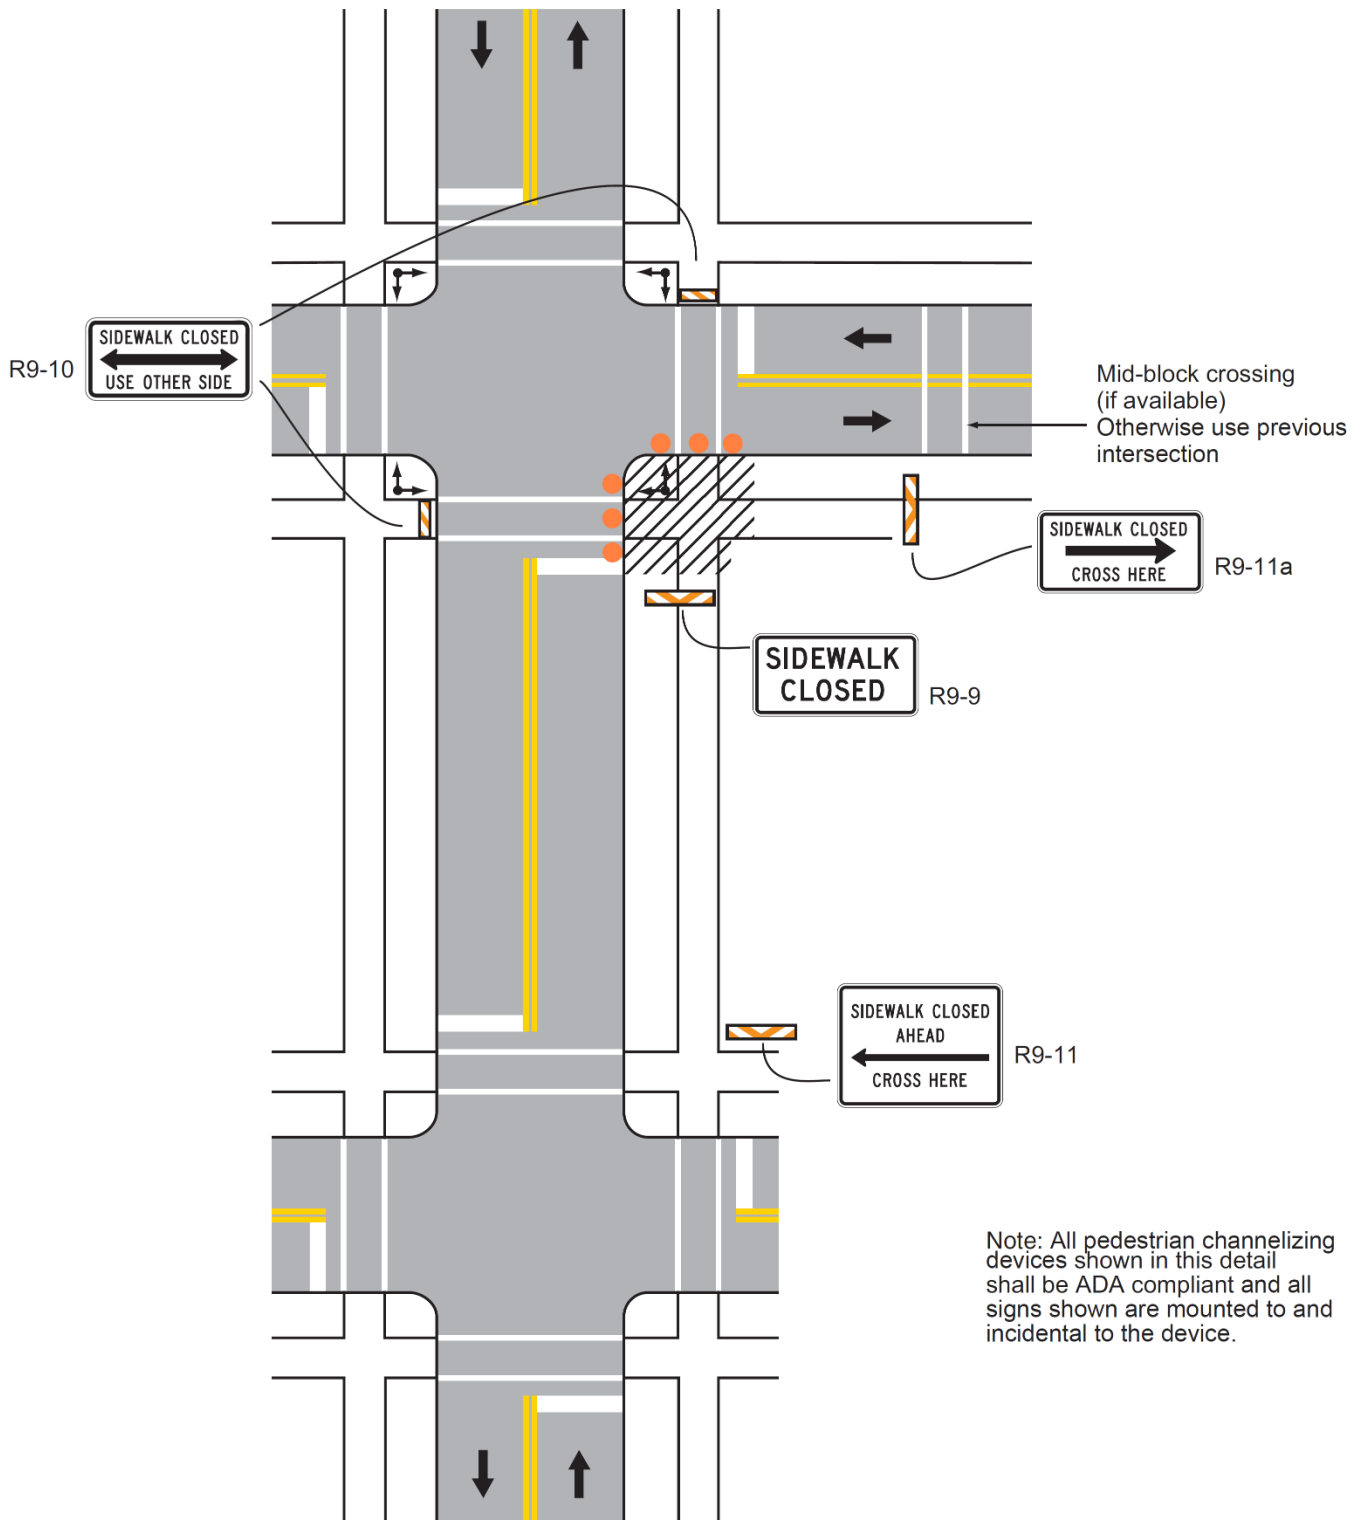 R9-10
SIDEWALK CLOSED
USE OTHER SIDE
Mid-block crossing
(if available)
Otherwise use previous
intersection
SIDEWALK CLOSED
CROSS HERE
R9-11a
SIDEWALK
CLOSED
R9-9
SIDEWALK CLOSED
AHEAD
CROSS HERE
R9-11
Note: All pedestrian channelizing
devices shown in this detail
shall be ADA compliant and all
signs shown are mounted to and
incidental to the device.